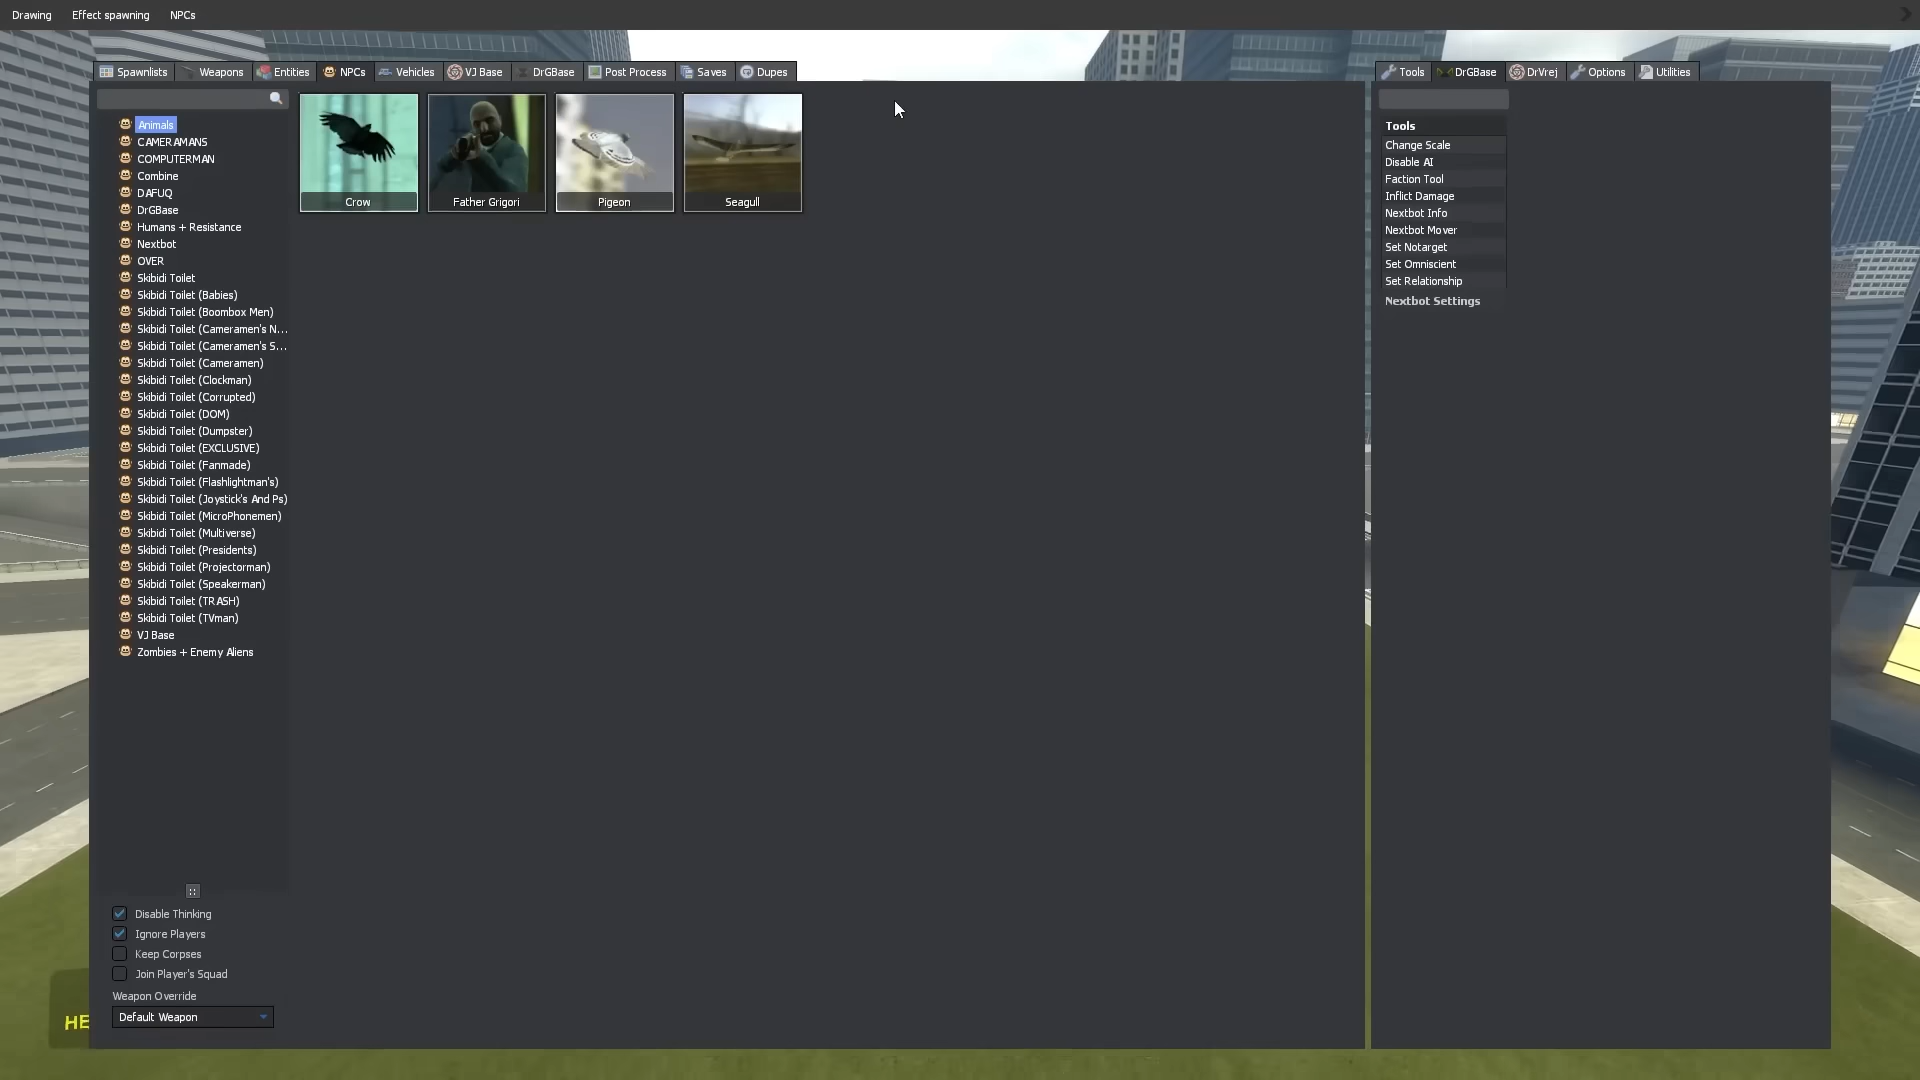 Drawing Effect spawning NPCs
Spawnlists Weapons Entities NPCs Vehicles VJ Base DrGBase Post Process Saves Dupes
Tools DrGBase DrVrej Options Utilities
Animals
CAMERAMANS
COMPUTERMAN
Combine
DAFUQ
DrGBase
Humans + Resistance
Nextbot
OVER
Skibidi Toilet
Skibidi Toilet (Babies)
Skibidi Toilet (Boombox Men)
Skibidi Toilet (Cameramen's N...
Skibidi Toilet (Cameramen's S...
Skibidi Toilet (Cameramen)
Skibidi Toilet (Clockman)
Skibidi Toilet (Corrupted)
Skibidi Toilet (DOM)
Skibidi Toilet (Dumpster)
Skibidi Toilet (EXCLUSIVE)
Skibidi Toilet (Fanmade)
Skibidi Toilet (Flashlightman's)
Skibidi Toilet (Joystick's And Ps)
Skibidi Toilet (MicroPhonemen)
Skibidi Toilet (Multiverse)
Skibidi Toilet (Presidents)
Skibidi Toilet (Projectorman)
Skibidi Toilet (Speakerman)
Skibidi Toilet (TRASH)
Skibidi Toilet (TVman)
VJ Base
Zombies + Enemy Aliens
Crow
Father Grigori
Pigeon
Seagull
Tools
Change Scale
Disable AI
Faction Tool
Inflict Damage
Nextbot Info
Nextbot Mover
Set Notarget
Set Omniscient
Set Relationship
Nextbot Settings
Disable Thinking
Ignore Players
Keep Corpses
Join Player's Squad
Weapon Override
Default Weapon
HE